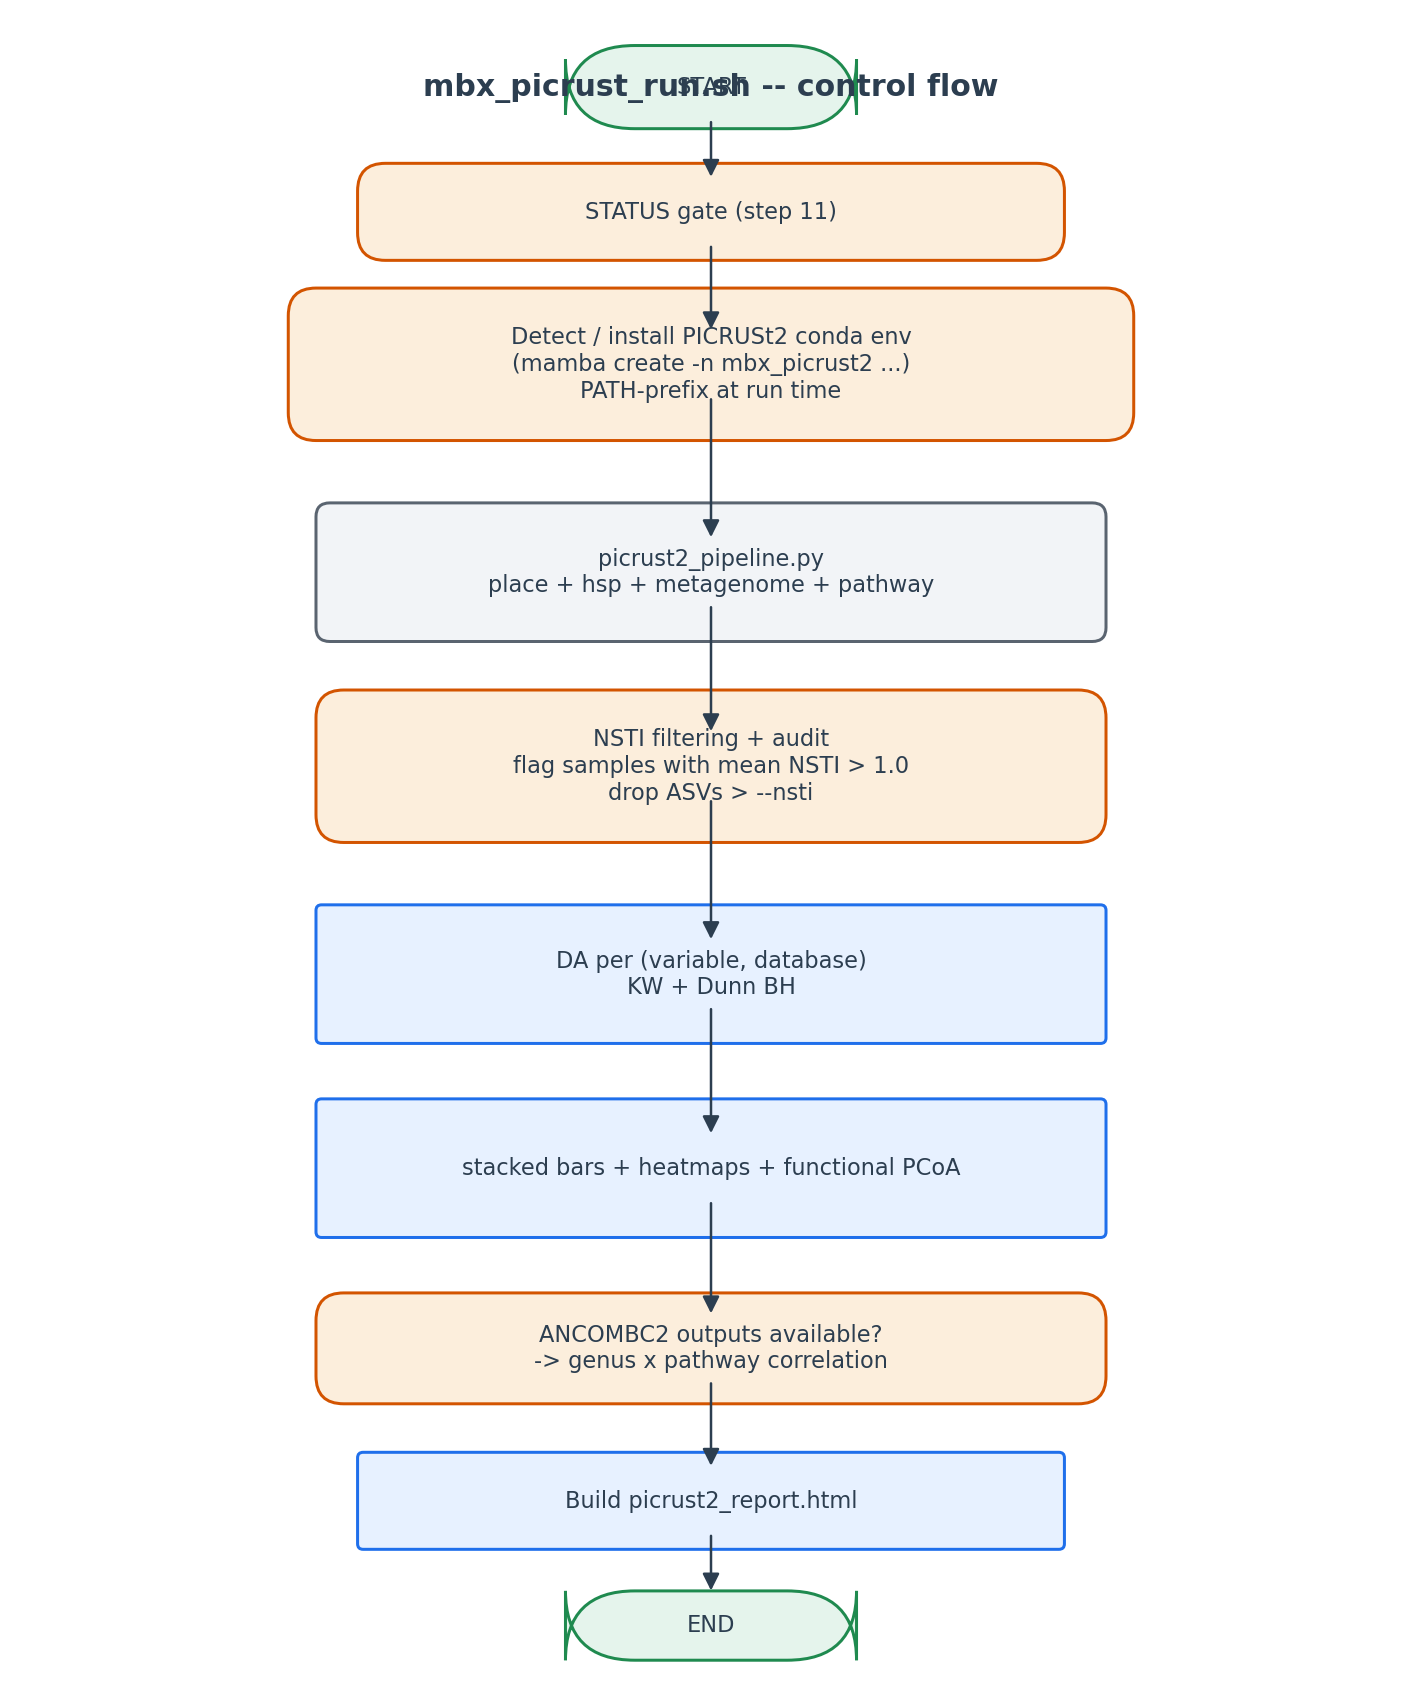 mbx_picrust_run.sh -- control flow
START
STATUS gate (step 11)
Detect / install PICRUSt2 conda env
(mamba create -n mbx_picrust2 ...)
PATH-prefix at run time
picrust2_pipeline.py
place + hsp + metagenome + pathway
NSTI filtering + audit
flag samples with mean NSTI > 1.0
drop ASVs > --nsti
DA per (variable, database)
KW + Dunn BH
stacked bars + heatmaps + functional PCoA
ANCOMBC2 outputs available?
-> genus x pathway correlation
Build picrust2_report.html
END